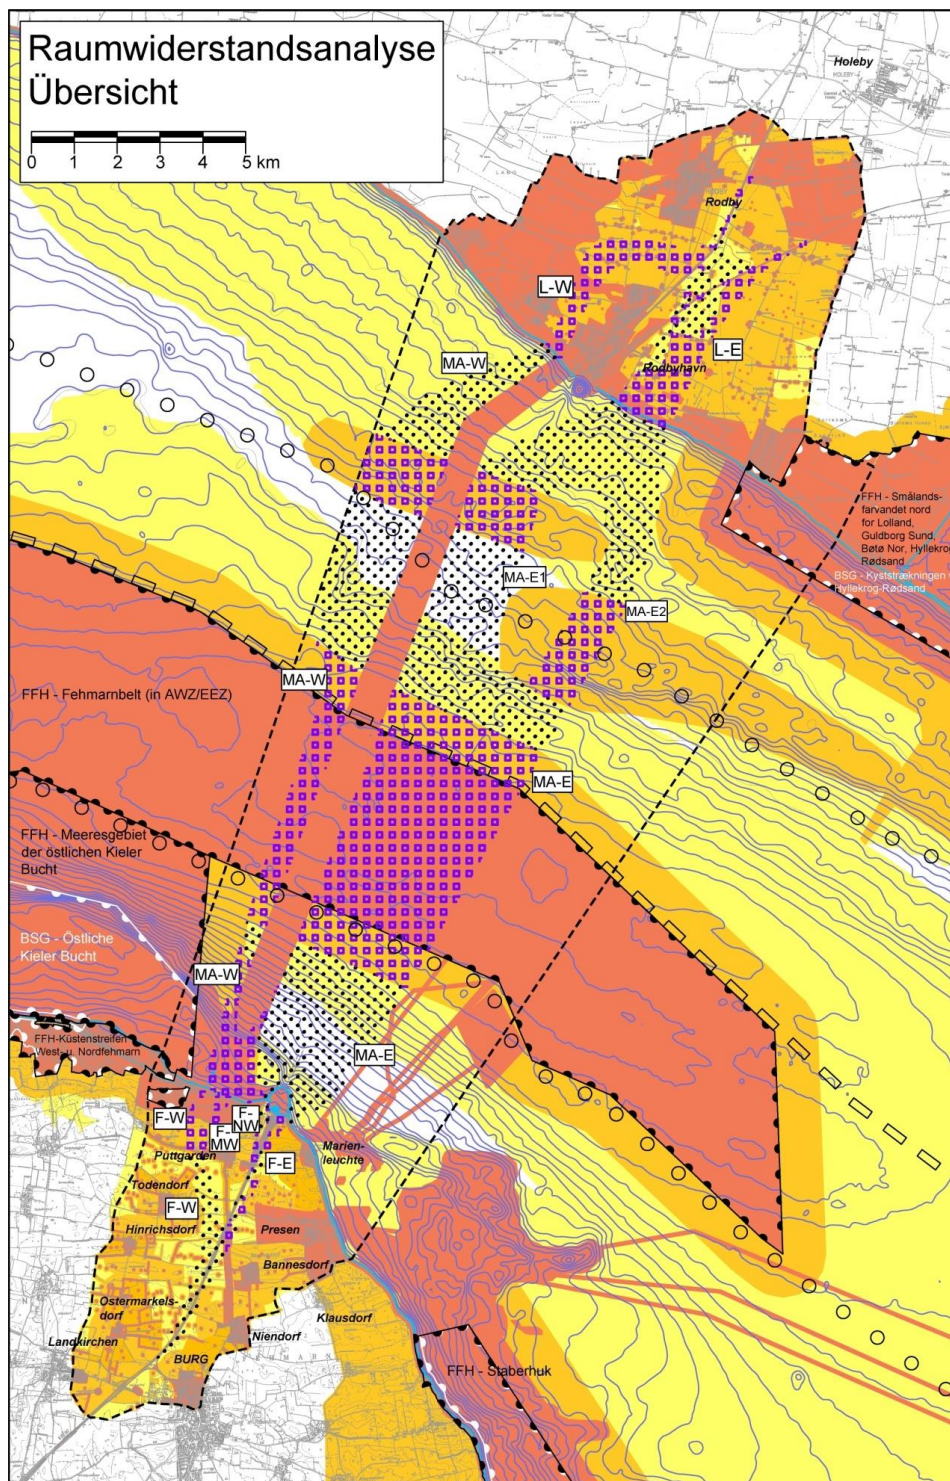 Raumwiderstandsanalyse
Übersicht
0 1 2 3 4 5 km
Holeby
HOLEBY
Rodby
L-W
L-E
MA-W
Rodbyhavn
FFH - Smålands-
farvandet nord
for Lolland,
Guldborg Sund,
Bøtø Nor, Hyllekrog
Rødsand
BSG - Kyststrækningen v
Hyllekrog-Rødsand
MA-E1
MA-E2
MA-W
FFH - Fehmarnbelt (in AWZ/EEZ)
MA-E
FFH - Meeresgebiet
der östlichen Kieler
Bucht
BSG - Östliche
Kieler Bucht
MA-W
FFH-Küstenstreifen
West- u. Nordfehmarn
MA-E
F-W
F-
NW
F-
MW
Puttgarden
F-E
Marien-
leuchte
Todendorf
F-W
Hinrichsdorf
Presen
Bannesdorf
Ostermarkels-
dorf
Klausdorf
Landkirchen
Niendorf
BURG
FFH - Staberhuk